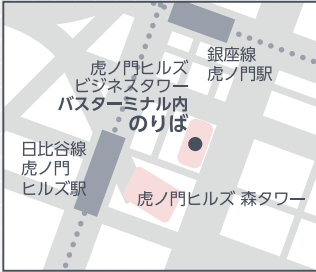 銀座線
虎ノ門駅
虎ノ門ヒルズ
ビジネスタワー
バスターミナル内
のりば
日比谷線
虎ノ門
ヒルズ駅
虎ノ門ヒルズ 森タワー